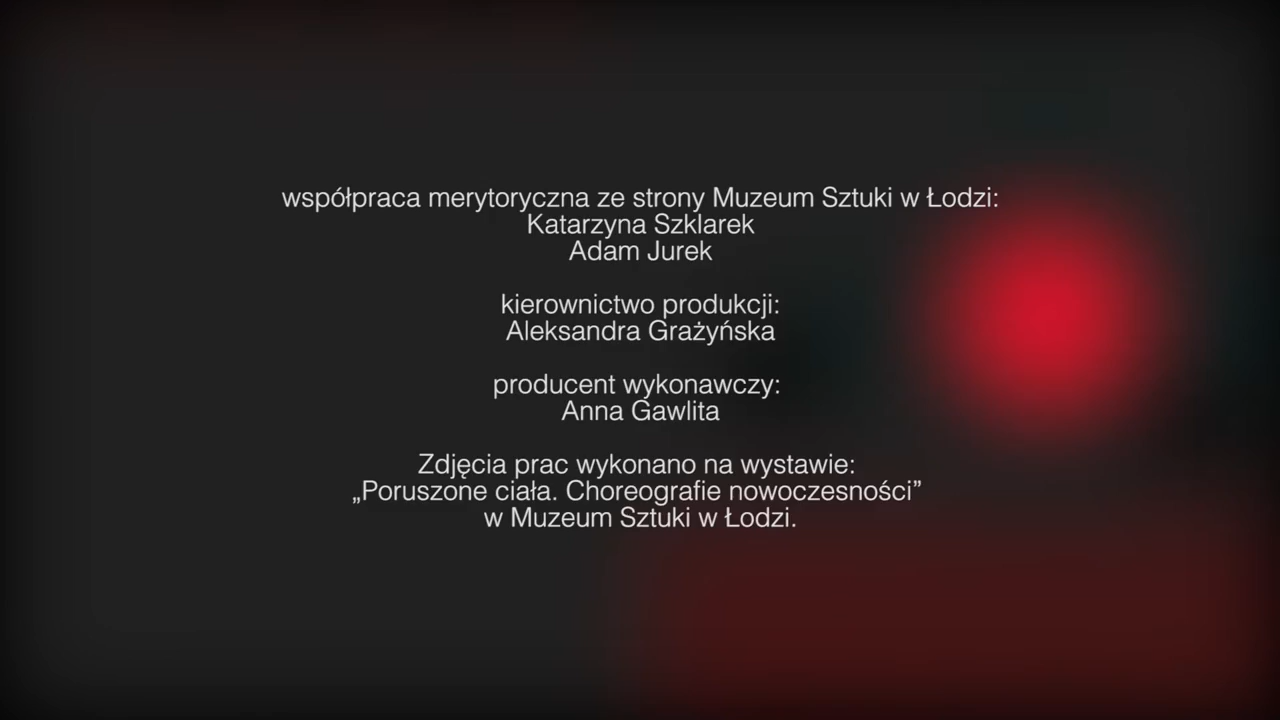 współpraca merytoryczna ze strony Muzeum Sztuki w Łodzi:
Katarzyna Szklarek
Adam Jurek
kierownictwo produkcji:
Aleksandra Grażyńska
producent wykonawczy:
Anna Gawlita
Zdjęcia prac wykonano na wystawie:
„Poruszone ciała. Choreografie nowoczesności”
w Muzeum Sztuki w Łodzi.